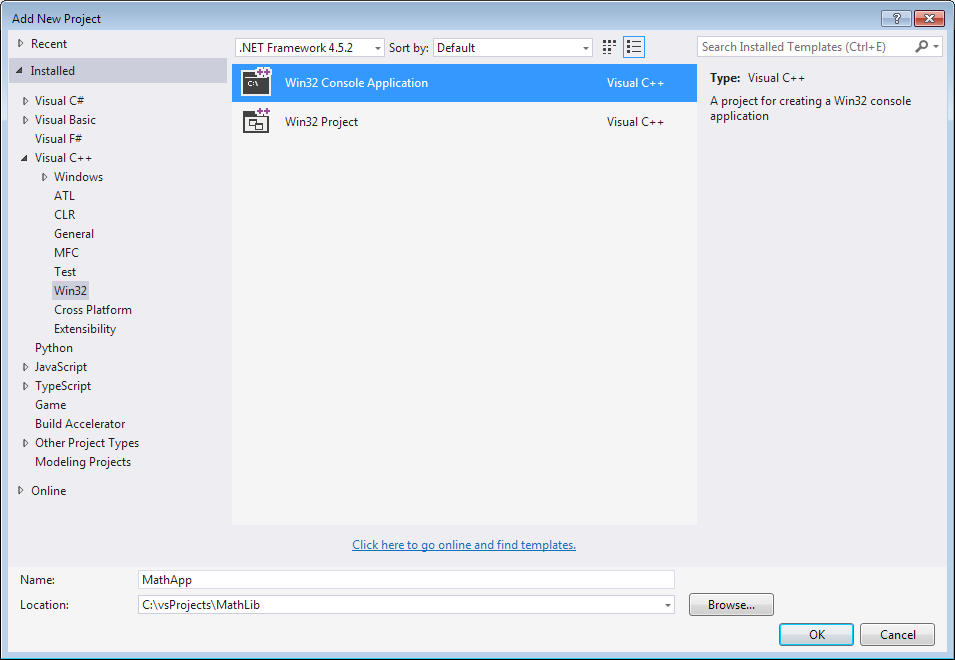 Add New Project
?
Recent
Installed
Visual C#
Visual Basic
Visual F#
Visual C++
Windows
ATL
CLR
General
MFC
Test
Win32
Cross Platform
Extensibility
Python
JavaScript
TypeScript
Game
Build Accelerator
Other Project Types
Modeling Projects
Online
.NET Framework 4.5.2 Sort by: Default
C:\ Win32 Console Application Visual C++
Win32 Project Visual C++
Click here to go online and find templates.
Search Installed Templates (Ctrl+E)
Type: Visual C++
A project for creating a Win32 console
application
Name: MathApp
Location: C:\vsProjects\MathLib Browse...
OK Cancel